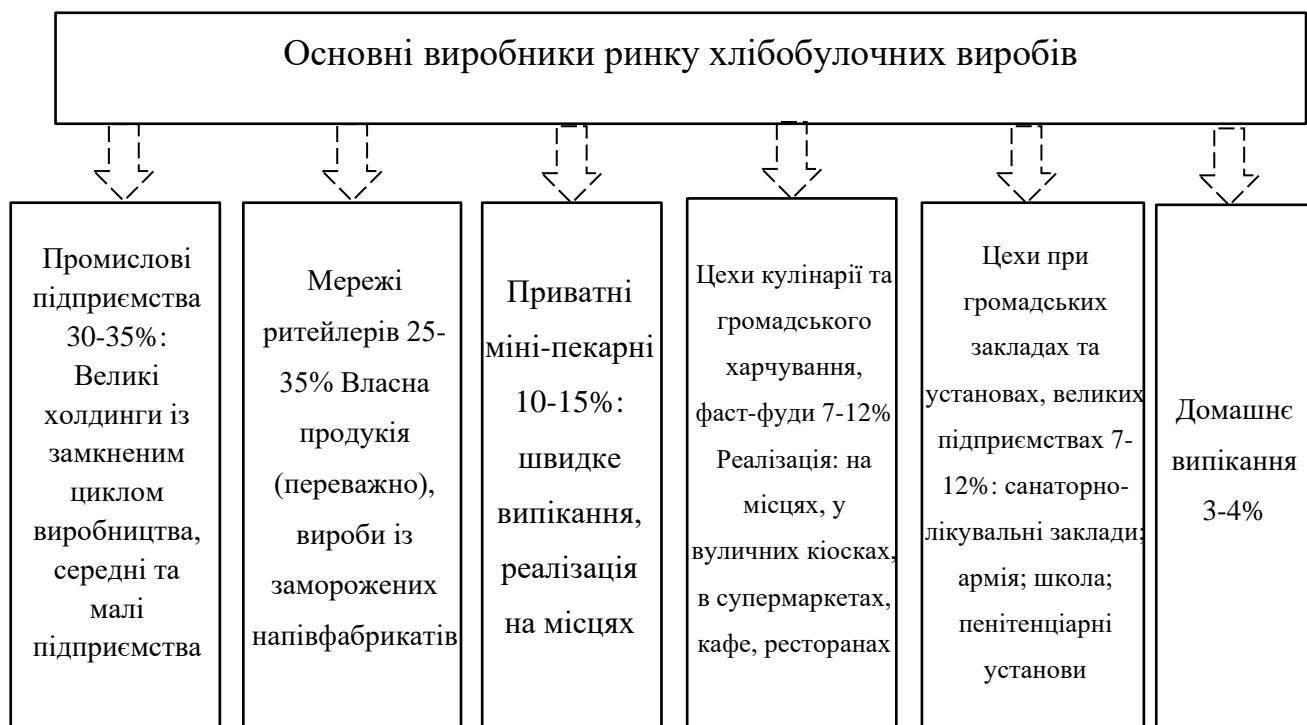 Основні виробники ринку хлібобулочних виробів
Промислові
підприємства
30-35%:
Великі
холдинги із
замкненим
циклом
виробництва,
середні та
малі
підприємства
Мережі
ритейлерів 25-
35% Власна
продукія
(переважно),
вироби із
заморожених
напівфабрикатів
Приватні
міні-пекарні
10-15%:
швидке
випікання,
реалізація
на місцях
Цехи кулінарії та
громадського
харчування,
фаст-фуди 7-12%
Реалізація: на
місцях, у
вуличних кіосках,
в супермаркетах,
кафе, ресторанах
Цехи при
громадських
закладах та
установах, великих
підприємствах 7-
12%: санаторно-
лікувальні заклади;
армія; школа;
пенітенціарні
установи
Домашнє
випікання
3-4%